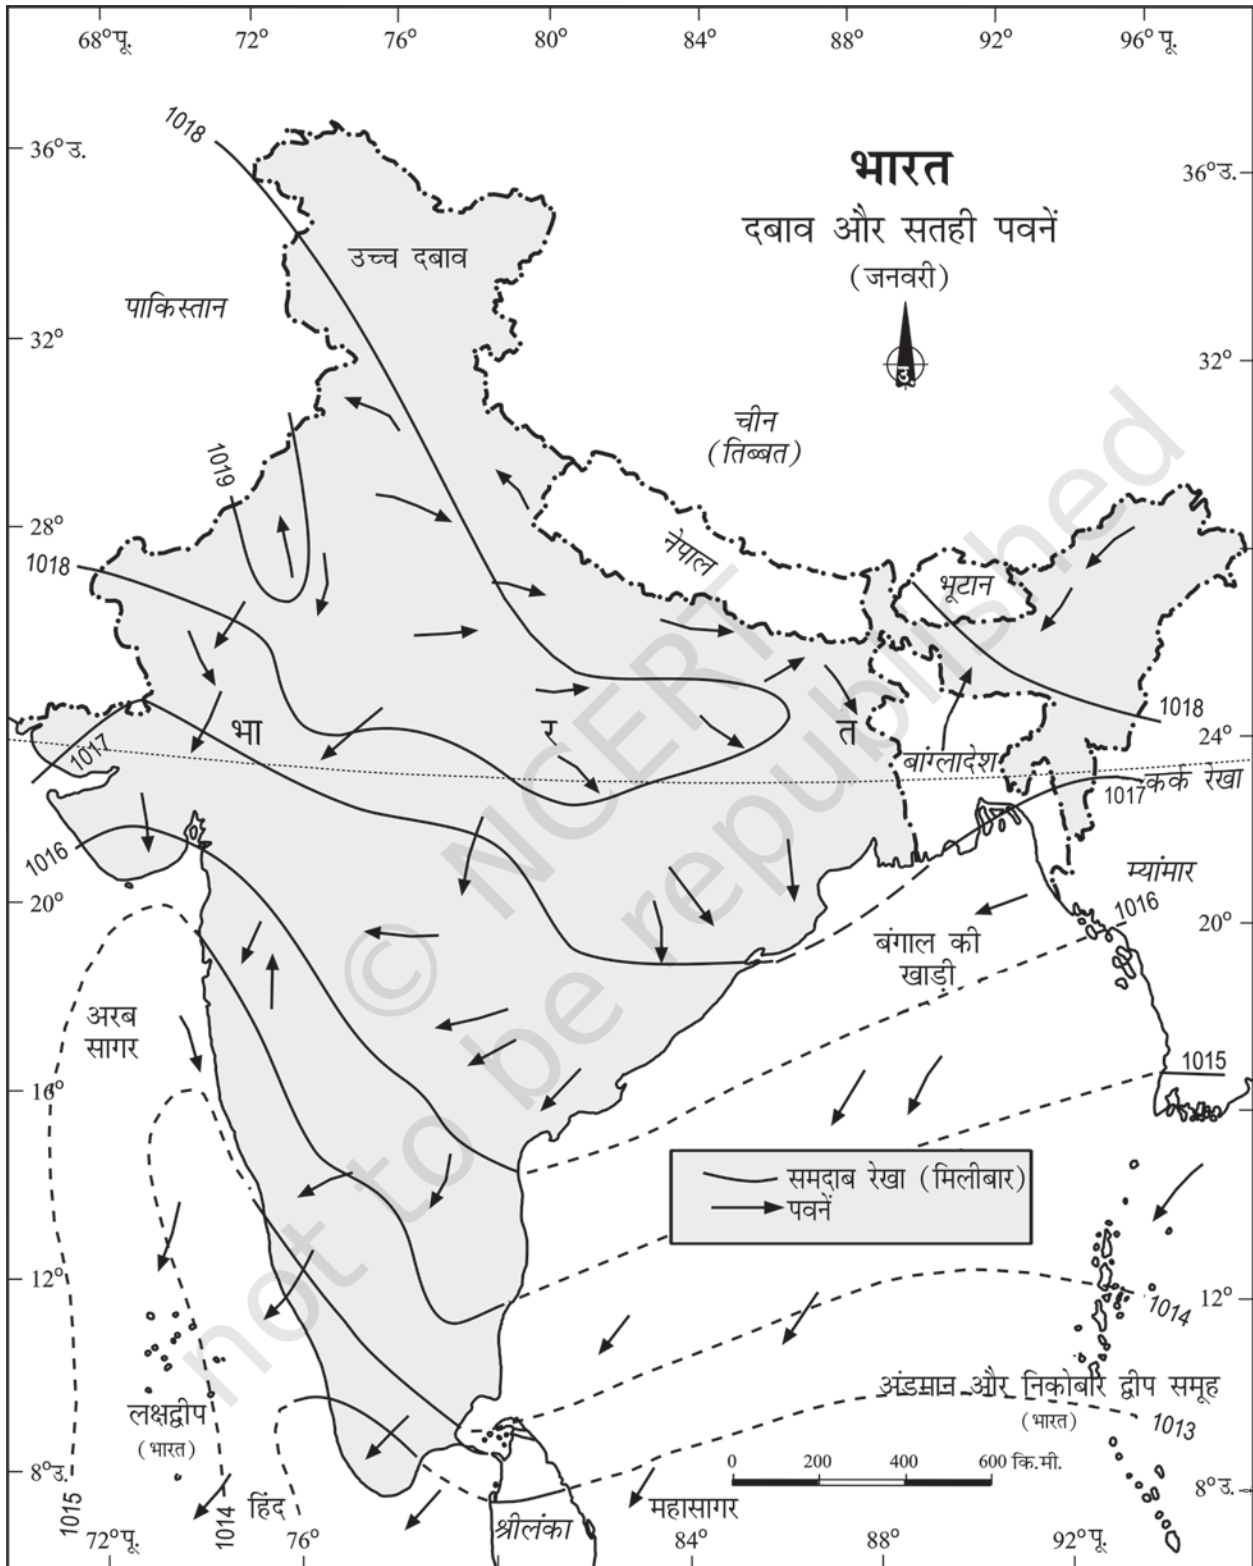 68°पू. 72° 76° 80° 84° 88° 92° 96°पू.
1018
36°उ.
भारत
36°उ.
दबाव और सतही पवनें
उच्च दबाव
(जनवरी)
पाकिस्तान
32°
32°
उ
चीन
(तिब्बत)
1019
28°
नेपाल
1018
भूटान
1018
भा र त
24°
1017
बांग्लादेश
1017
कर्क रेखा
1016
म्यांमार
20°
1016
20°
बंगाल की
खाड़ी
अरब
सागर
1015
16°
समदाब रेखा (मिलीबार)
पवनें
12°
12°
1014
अंडमान और निकोबार द्वीप समूह
(भारत)
1013
लक्षद्वीप
(भारत)
0 200 400 600 कि.मी.
8°उ.
8°उ.
1015
1014
हिंद
महासागर
श्रीलंका
72°पू. 76° 84° 88° 92°पू.
© NCERT
not to be republished